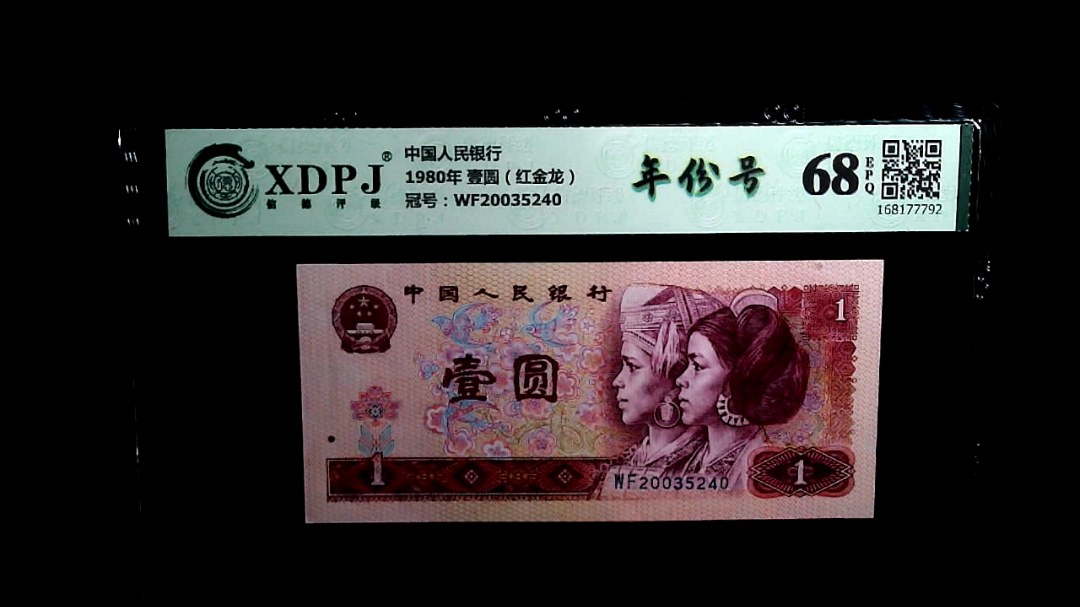 XDPJ®
信德评级
中国人民银行
1980年 壹圆（红金龙）
冠号：WF20035240
年份号
68
EPQ
168177792
中国人民银行
1
壹圆
1
WF20035240
1